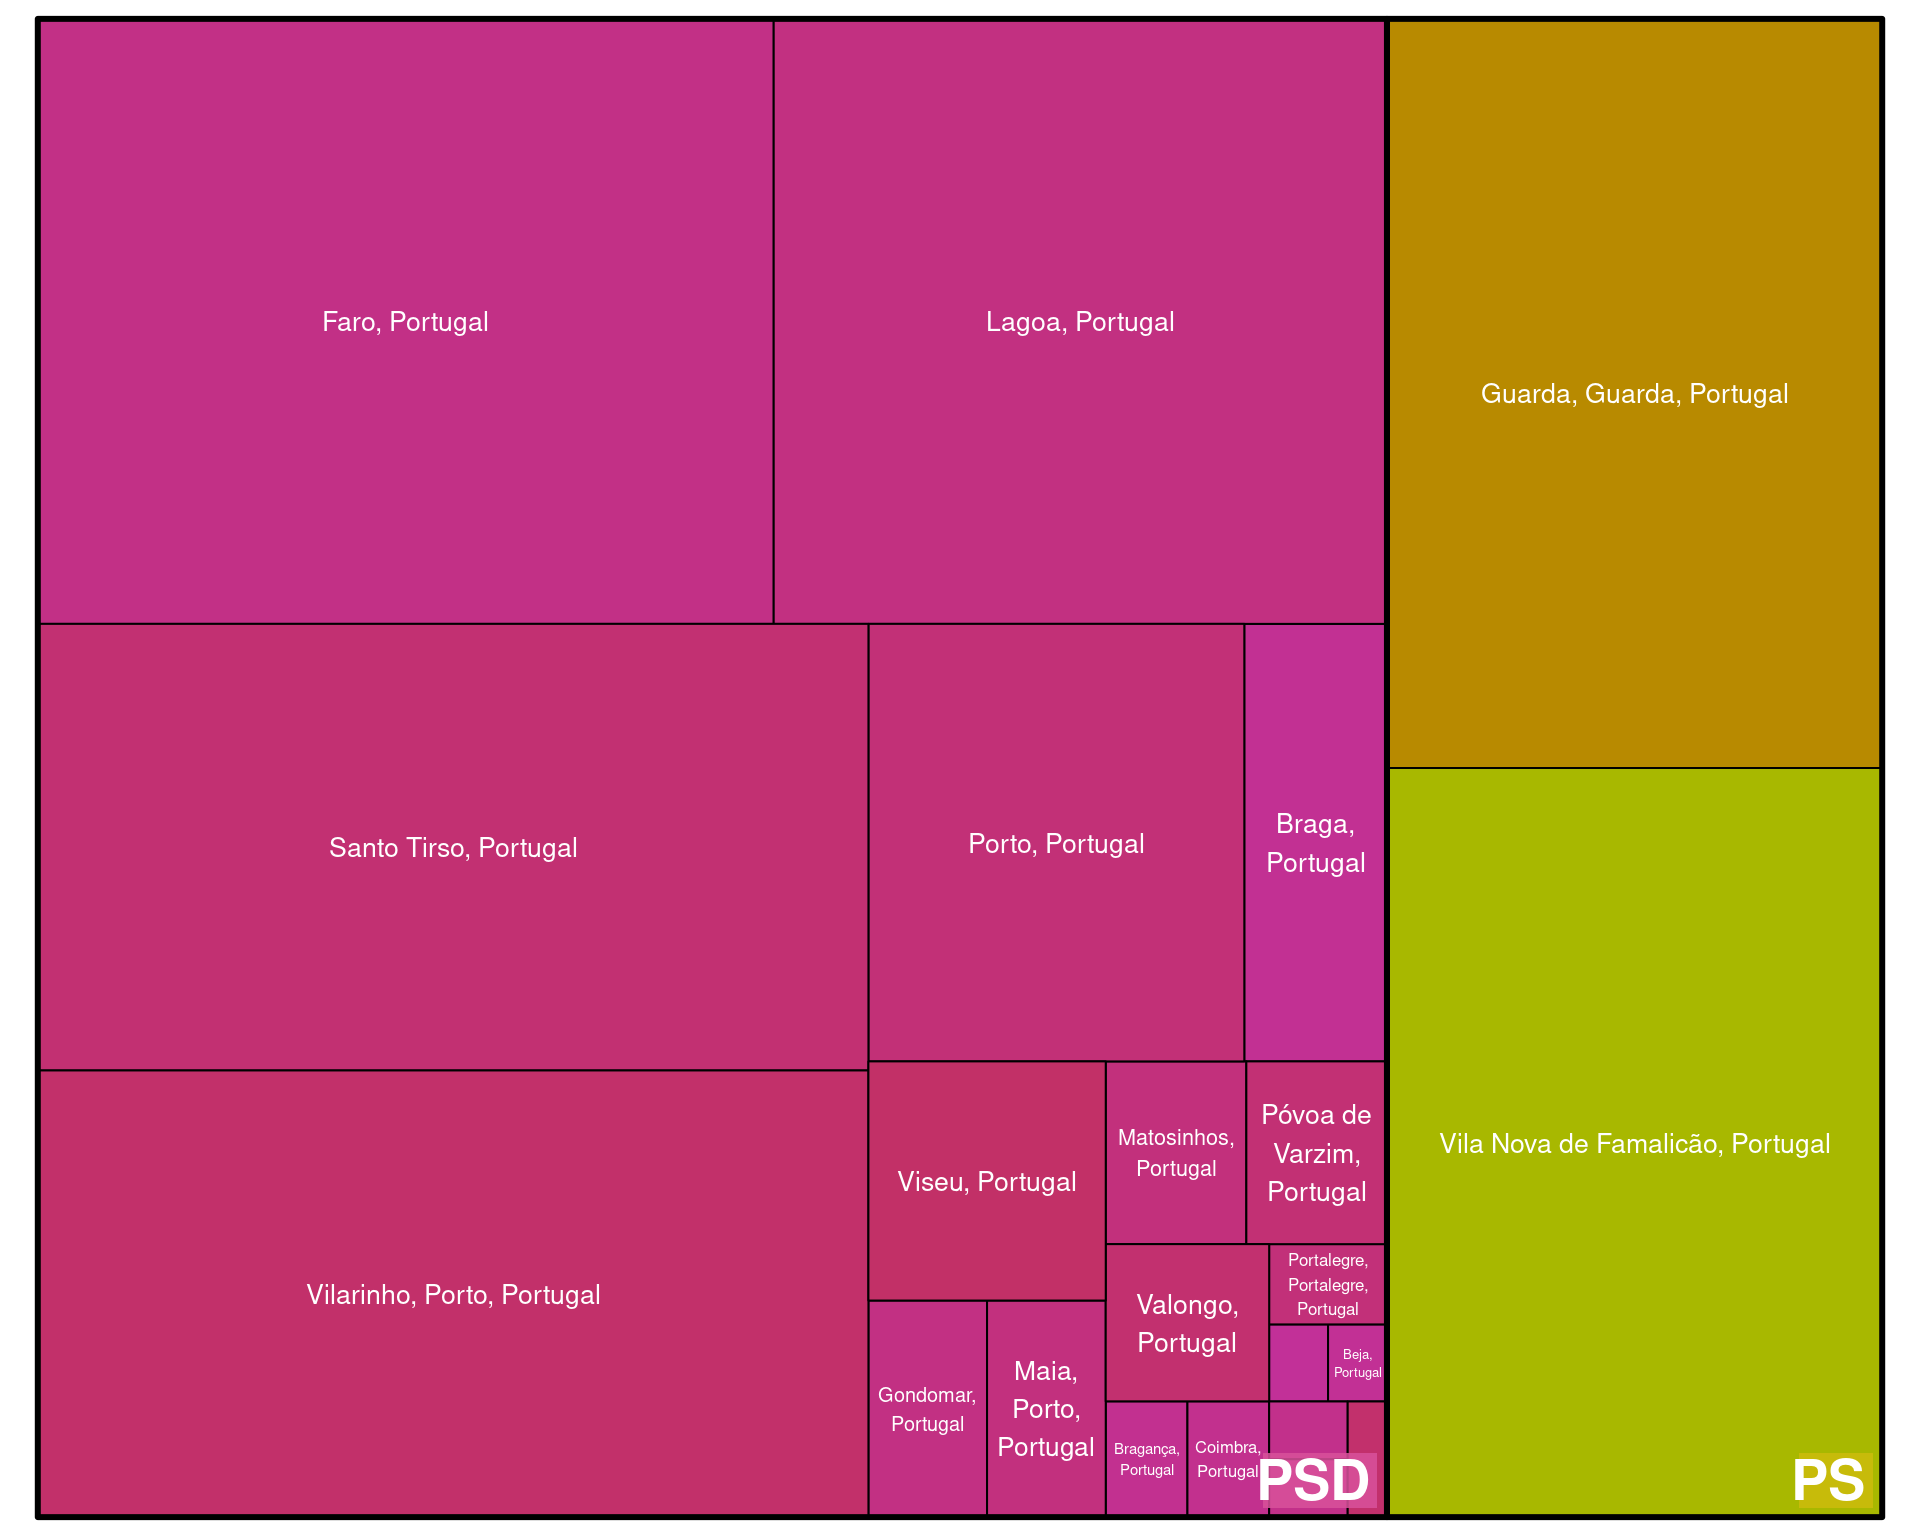 Faro, Portugal
Lagoa, Portugal
Guarda, Guarda, Portugal
Santo Tirso, Portugal
Porto, Portugal
Braga,
Portugal
Vilarinho, Porto, Portugal
Viseu, Portugal
Matosinhos,
Portugal
Póvoa de
Varzim,
Portugal
Vila Nova de Famalicão, Portugal
Gondomar,
Portugal
Maia,
Porto,
Portugal
Valongo,
Portugal
Portalegre,
Portalegre,
Portugal
Beja,
Portugal
Bragança,
Portugal
Coimbra,
Portugal
PSD
PS